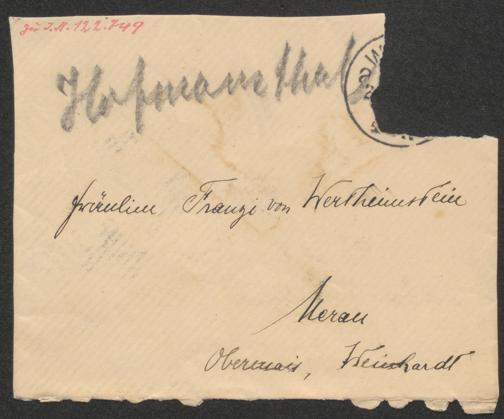 zu I.N. 122.749
Hofmannsthal
Fräulein Franzi von Wertheimstein
Meran
Obermais, Weinhardt